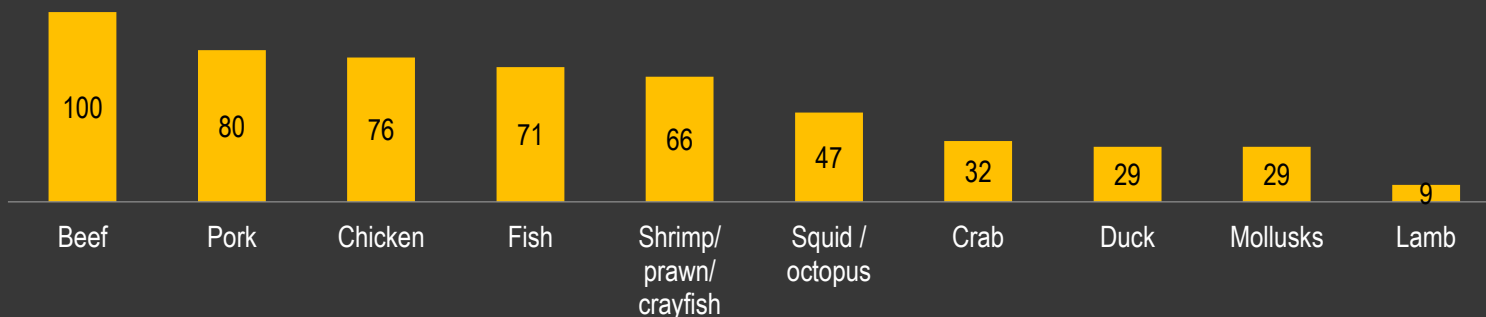 100
80
76
71
66
47
32
29
29
9
Beef
Pork
Chicken
Fish
Shrimp/
prawn/
crayfish
Squid /
octopus
Crab
Duck
Mollusks
Lamb